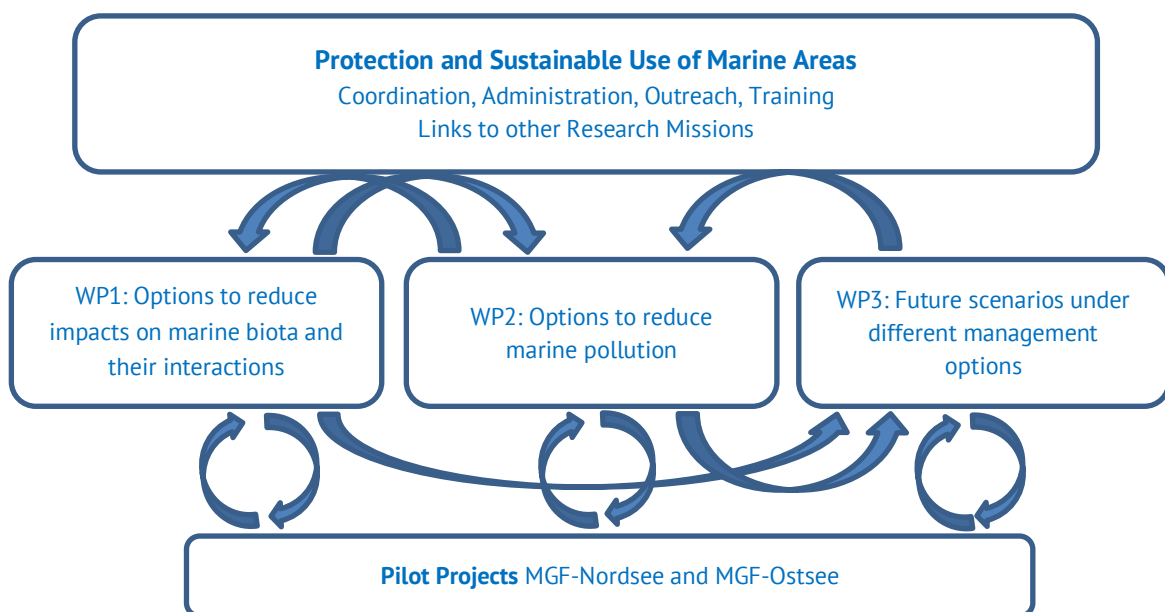 Protection and Sustainable Use of Marine Areas
Coordination, Administration, Outreach, Training
Links to other Research Missions
WP1: Options to reduce
impacts on marine biota and
their interactions
WP2: Options to reduce
marine pollution
WP3: Future scenarios under
different management
options
Pilot Projects MGF-Nordsee and MGF-Ostsee